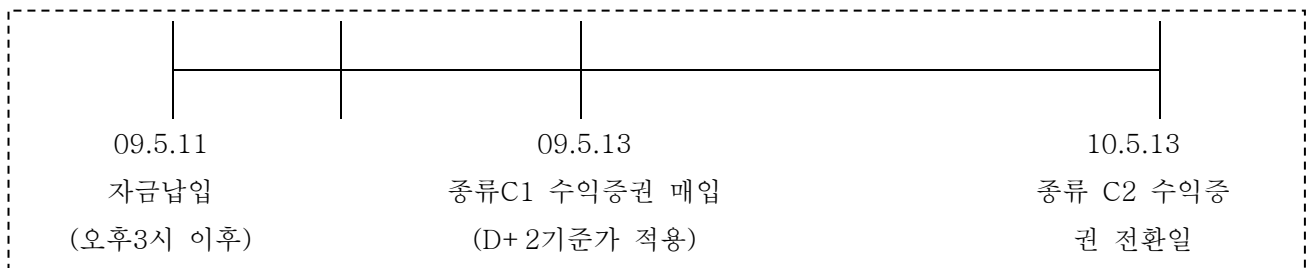 09.5.11 09.5.13 10.5.13
자금납입 종류C1 수익증권 매입 종류 C2 수익증
(오후3시 이후) (D+2기준가 적용) 권 전환일